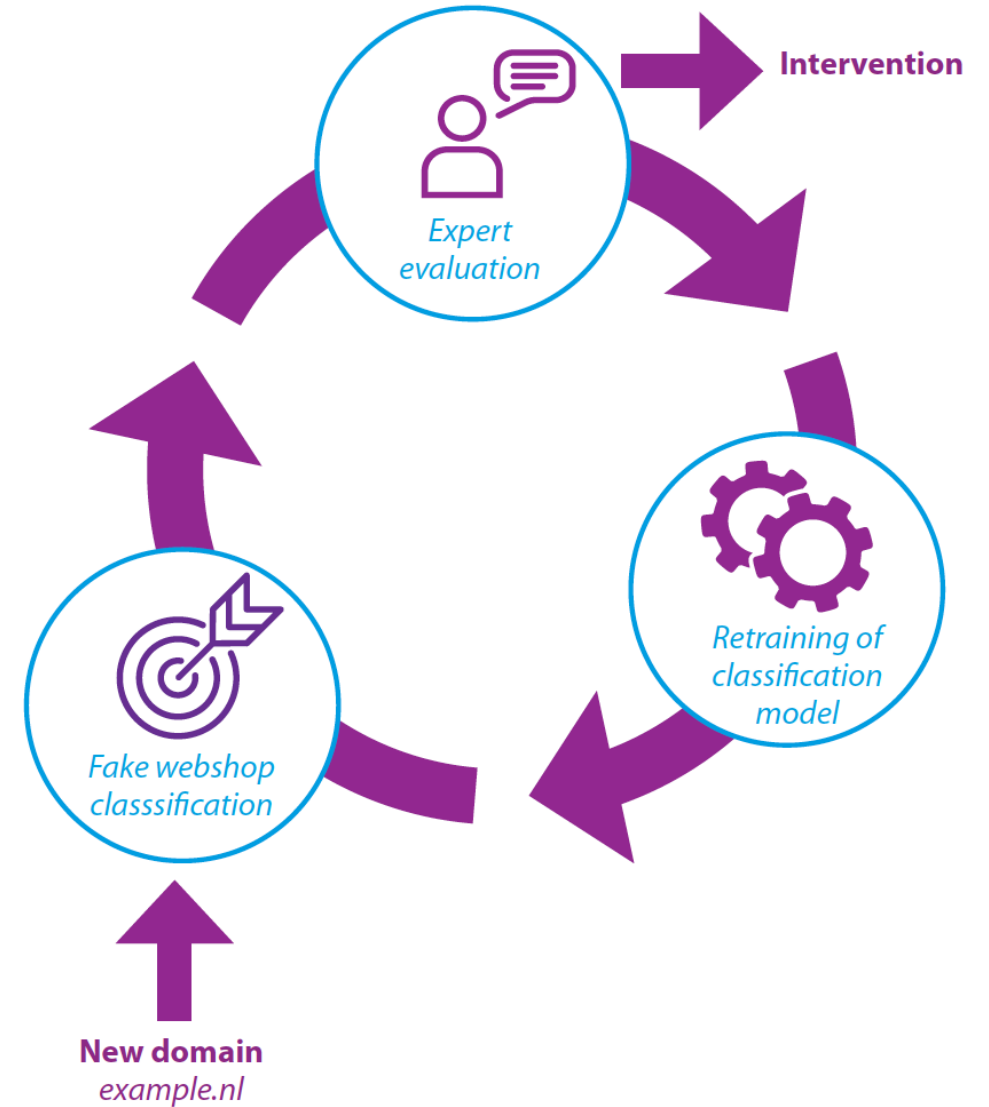 Intervention
Expert
evaluation
Retraining of
classification
model
Fake webshop
classsification
New domain
example.nl